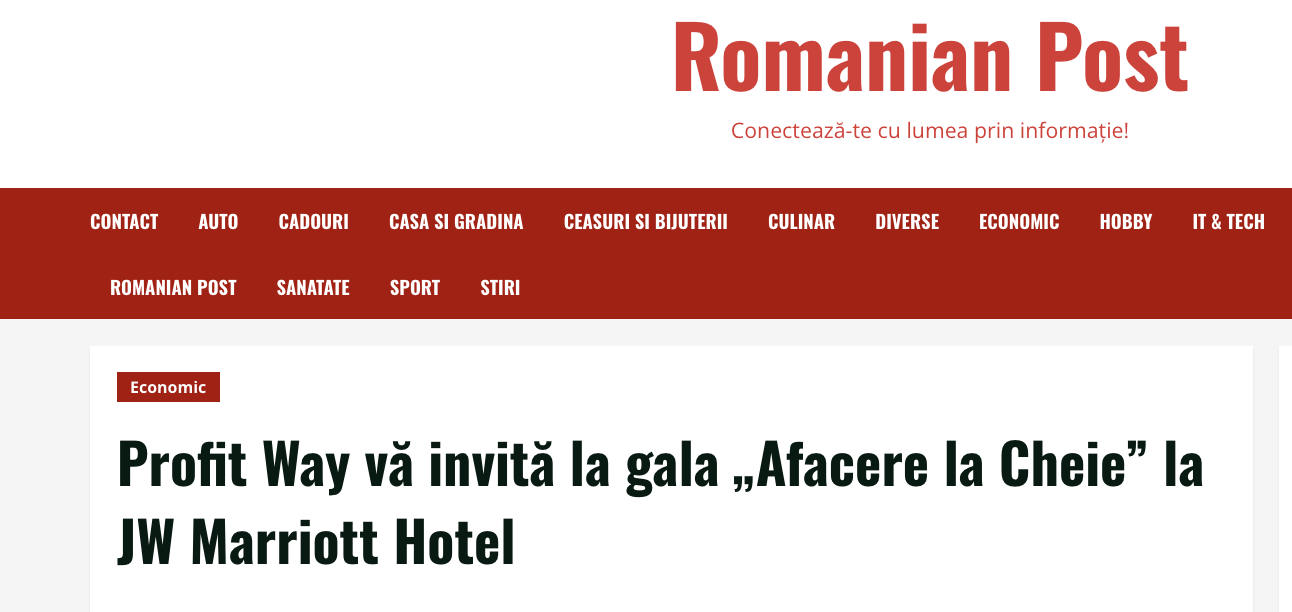 Romanian Post
Conectează-te cu lumea prin informație!
CONTACT AUTO CADOURI CASA SI GRADINA CEASURI SI BIJUTERII CULINAR DIVERSE ECONOMIC HOBBY IT & TECH
ROMANIAN POST SANATATE SPORT STIRI
Economic
Profit Way vă invită la gala „Afacere la Cheie” la
JW Marriott Hotel